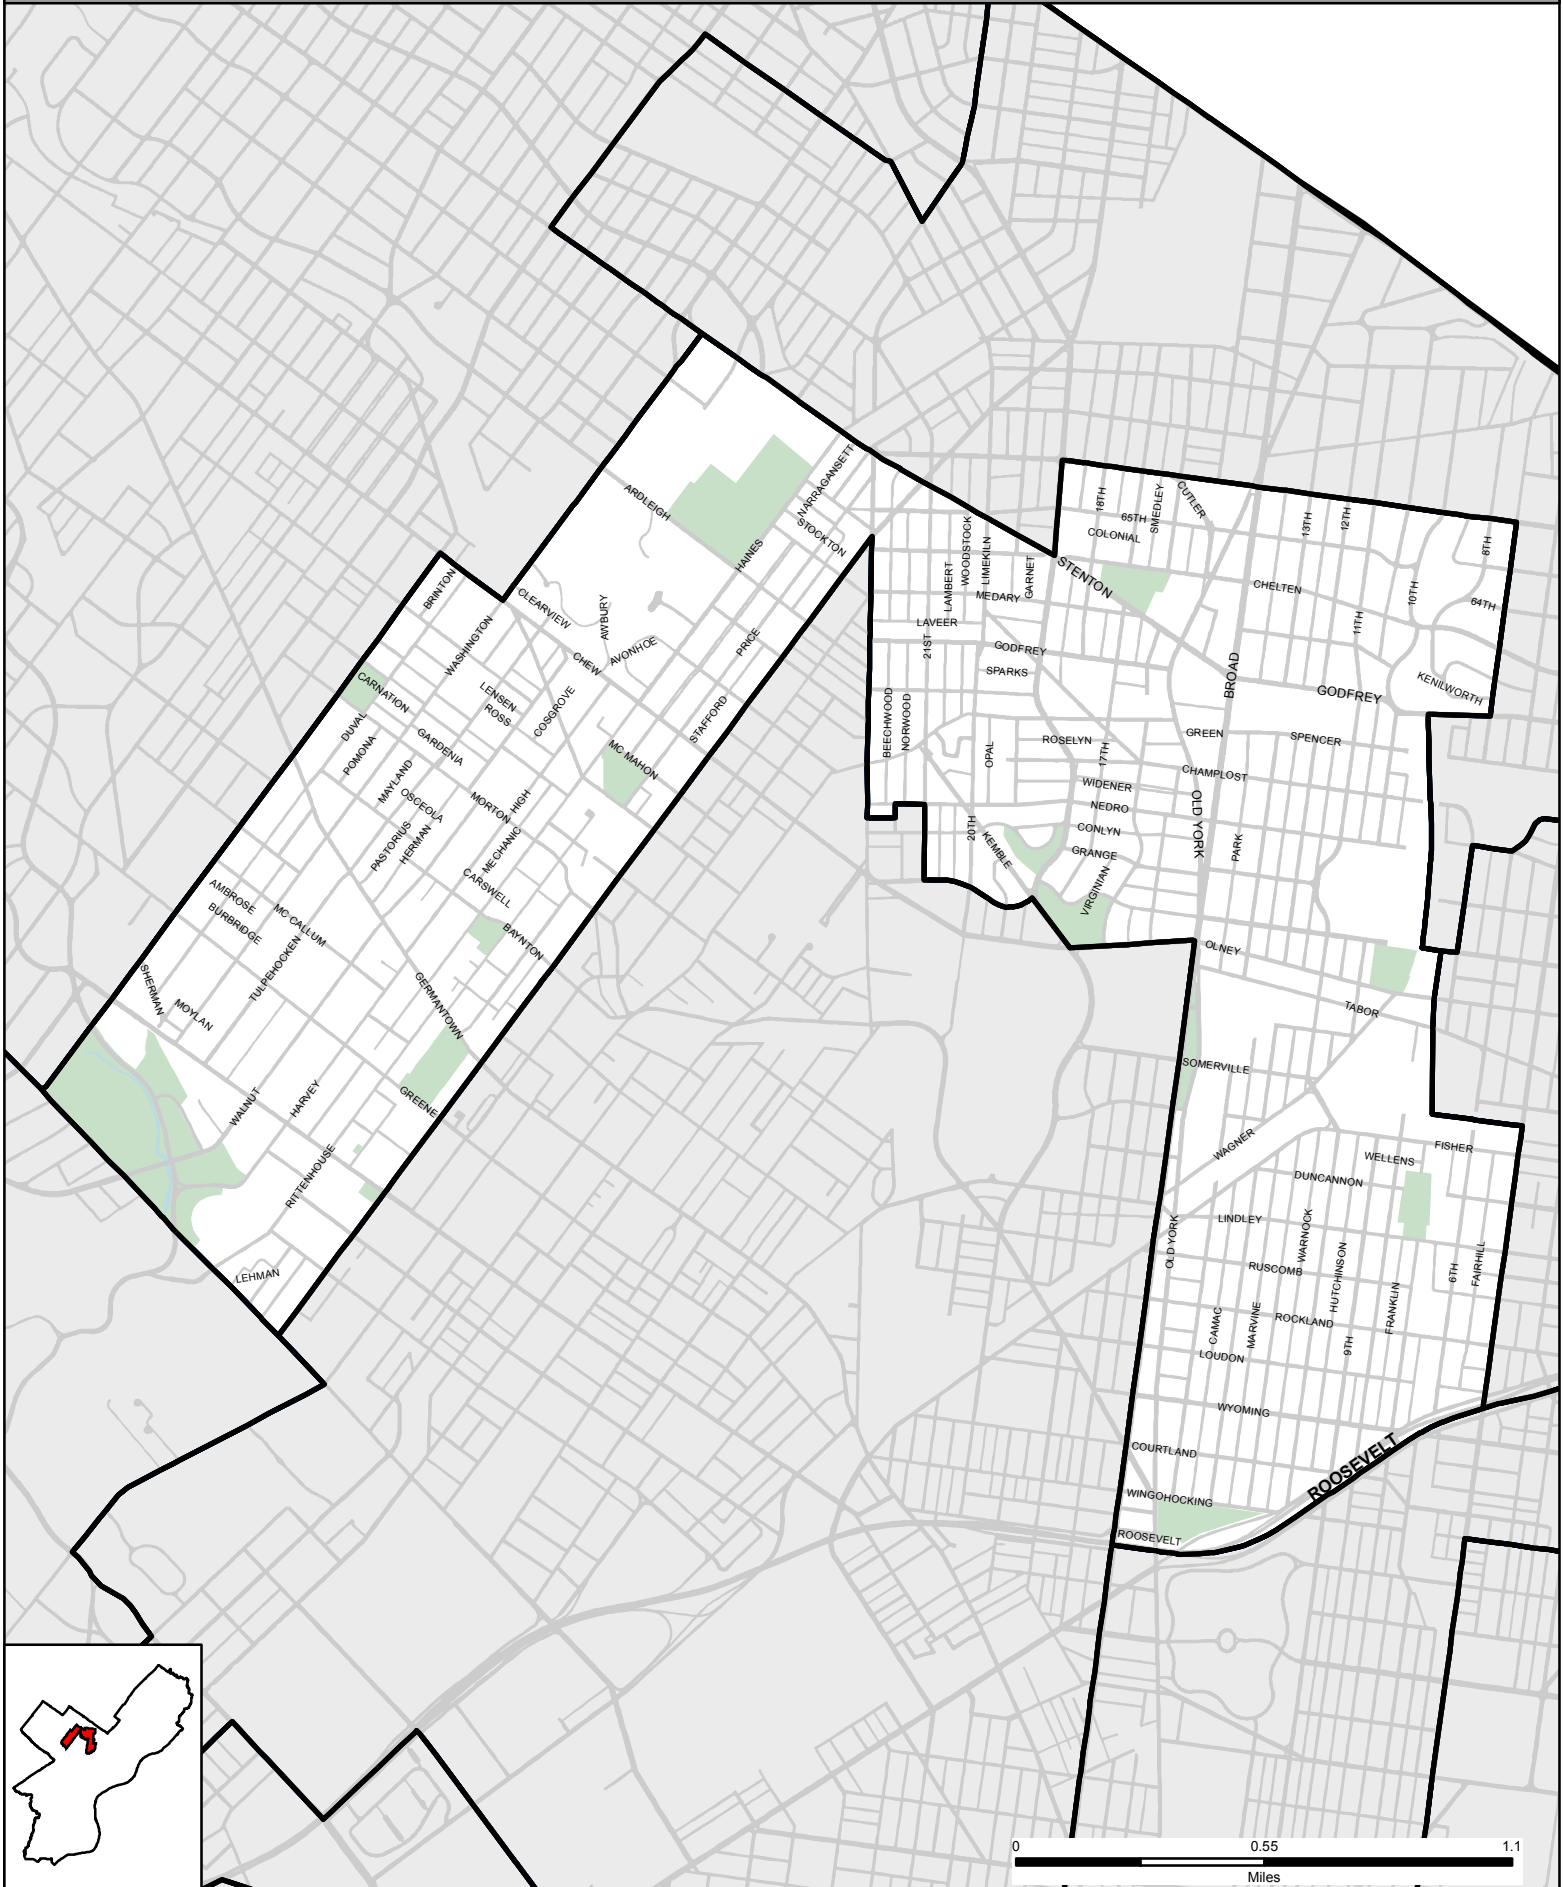 NARRAGANSETT
ARDLEIGH
STOCKTON
HAINES
18TH
SMEDLEY
CUTLER
65TH
COLONIAL
13TH
12TH
8TH
WOODSTOCK
LIMEKILN
LAMBERT
GARNET
STENTON
MEDARY
CHELTEN
10TH
64TH
11TH
BRINTON
CLEARVIEW
AWBURY
WASHINGTON
LAVEER
21ST
GODFREY
PRICE
AVONHOE
CHEW
SPARKS
BROAD
GODFREY
KENILWORTH
CARNATION
LENSEN
ROSS
COSGROVE
STAFFORD
BEECHWOOD
NORWOOD
DUVAL
POMONA
GARDENIA
MC MAHON
OPAL
ROSELYN
17TH
GREEN
SPENCER
MAYLAND
OSCEOLA
MORTON
HIGH
WIDENER
CHAMPLOST
NEDRO
OLD YORK
PASTORIUS
HERMAN
MECHANIC
20TH
KEMBLE
CONLYN
GRANGE
PARK
CARSWELL
VIRGINIAN
AMBROSE
BURBRIDGE
MC CALLUM
BAYNTON
OLNEY
SHERMAN
TULPEHOCKEN
MOYLAN
GERMANTOWN
TABOR
SOMERVILLE
WALNUT
HARVEY
GREENE
WAGNER
FISHER
WELLENS
RITTENHOUSE
DUNCANNON
LINDLEY
OLD YORK
WARNOCK
LEHMAN
RUSCOMB
HUTCHINSON
6TH
FAIRHILL
CAMAC
MARVINE
ROCKLAND
FRANKLIN
9TH
LOUDON
WYOMING
COURTLAND
ROOSEVELT
WINGOHOCKING
ROOSEVELT
0 0.55 1.1
Miles